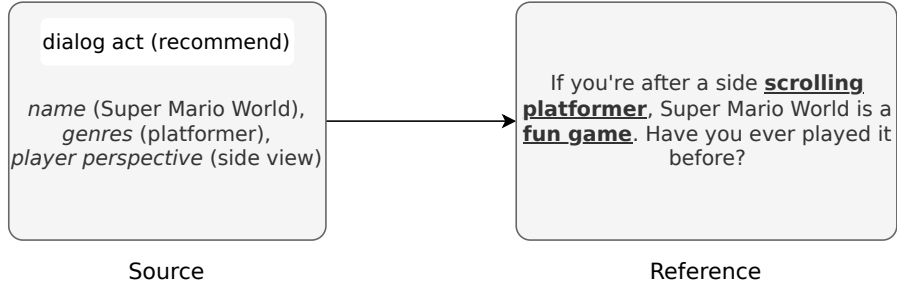 dialog act (recommend)
name (Super Mario World),
genres (platformer),
player perspective (side view)
If you're after a side scrolling
platformer, Super Mario World is a
fun game. Have you ever played it
before?
Source
Reference